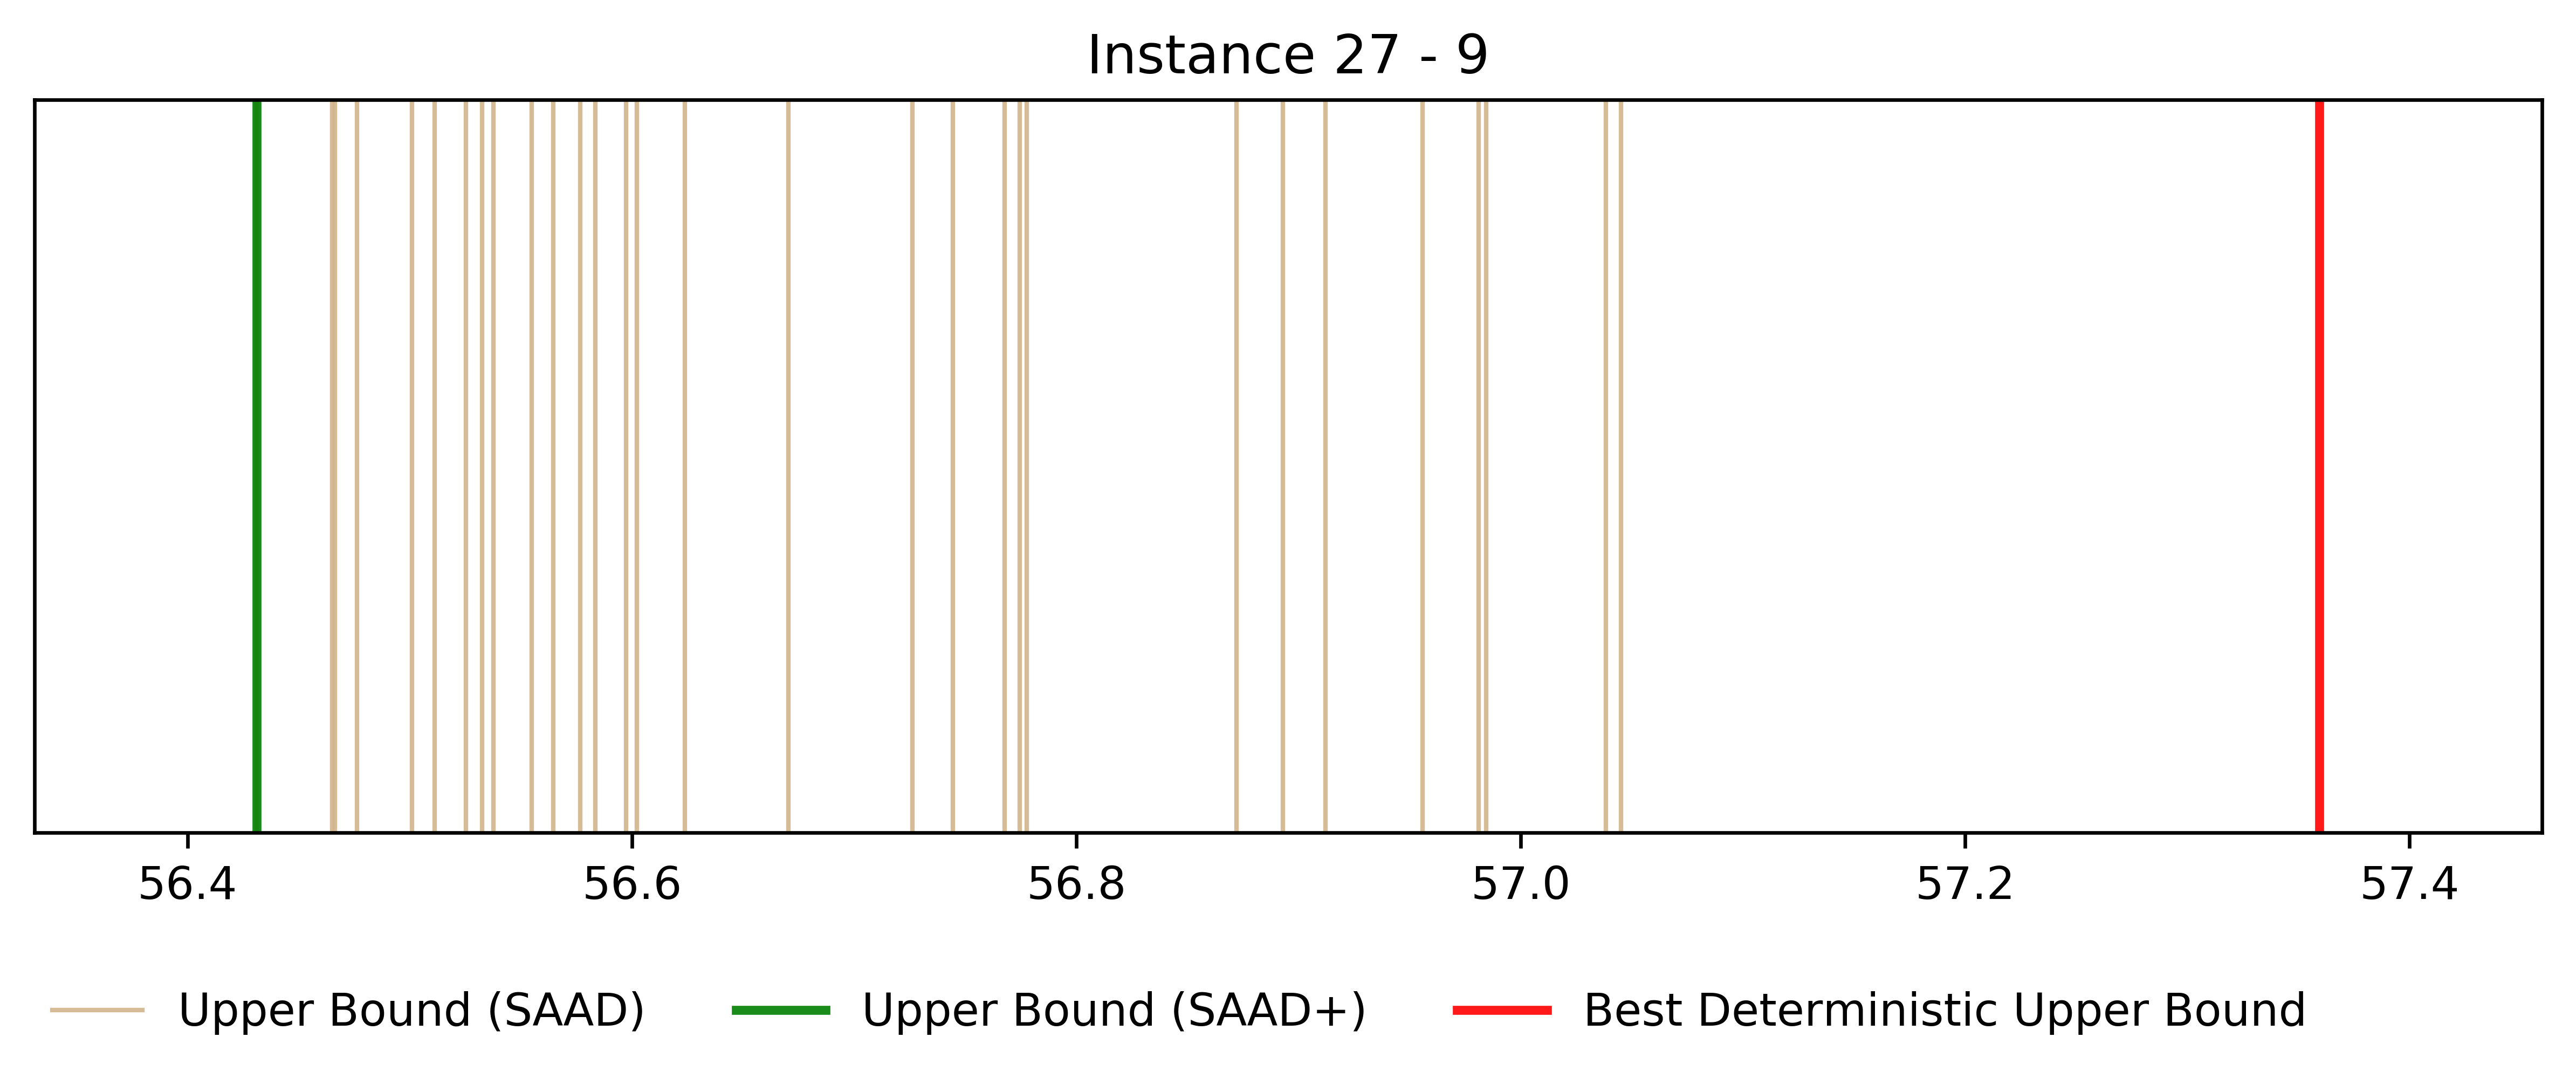 Instance 27 - 9
56.4 56.6 56.8 57.0 57.2 57.4
Upper Bound (SAAD) Upper Bound (SAAD+) Best Deterministic Upper Bound